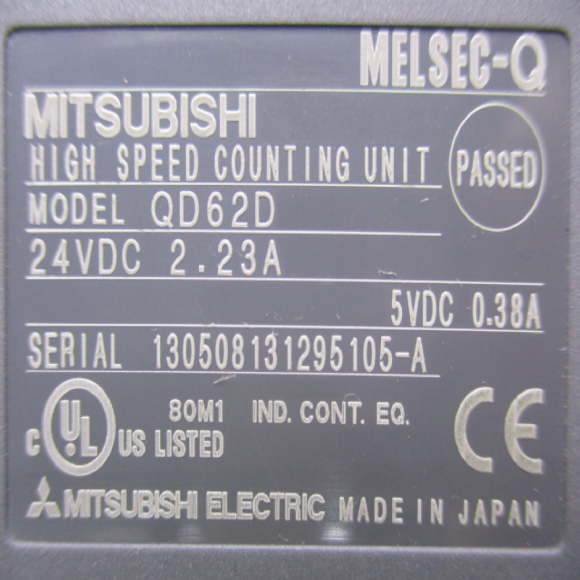 MELSEC-Q
MITSUBISHI
HIGH SPEED COUNTING UNIT
PASSED
MODEL QD62D
24VDC 2.23A
5VDC 0.38A
SERIAL 130508131295105-A
C UL US LISTED
80M1 IND. CONT. EQ.
CE
MITSUBISHI ELECTRIC MADE IN JAPAN